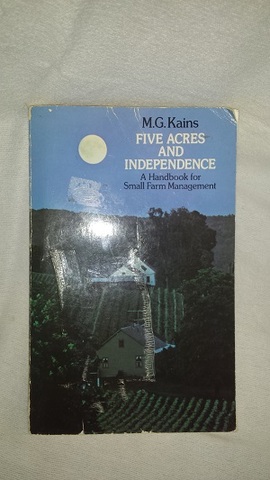 M.G. Kains
FIVE ACRES
AND
INDEPENDENCE
A Handbook for
Small Farm Management